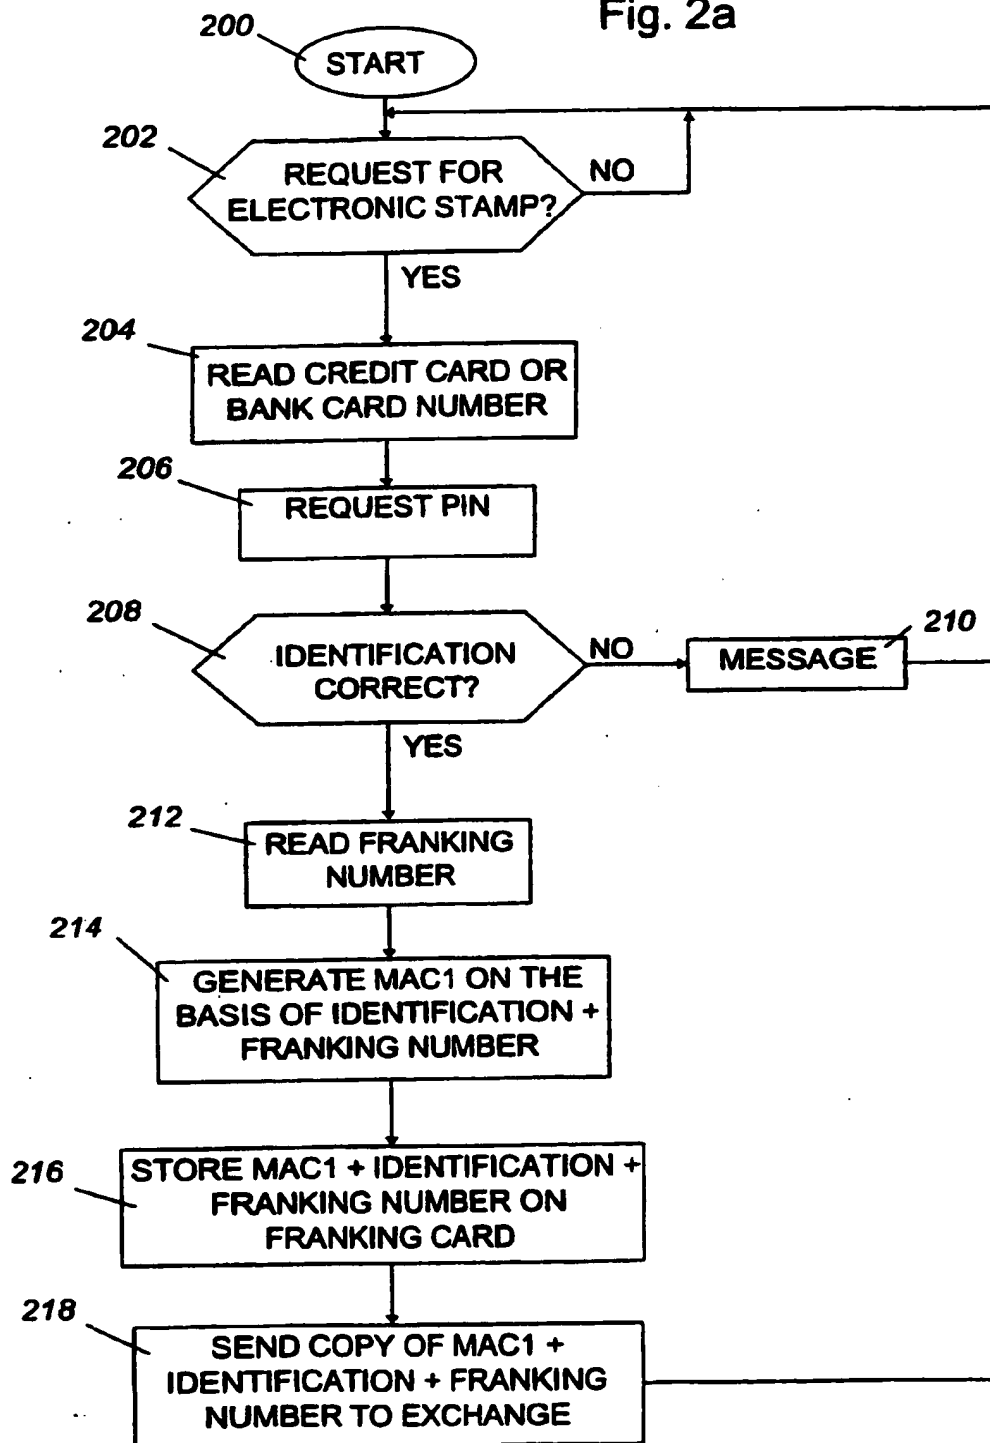 Fig. 2a
200
START
202
REQUEST FOR
ELECTRONIC STAMP?
NO
YES
204
READ CREDIT CARD OR
BANK CARD NUMBER
206
REQUEST PIN
208
IDENTIFICATION
CORRECT?
NO
210
MESSAGE
YES
212
READ FRANKING
NUMBER
214
GENERATE MAC1 ON THE
BASIS OF IDENTIFICATION +
FRANKING NUMBER
216
STORE MAC1 + IDENTIFICATION +
FRANKING NUMBER ON
FRANKING CARD
218
SEND COPY OF MAC1 +
IDENTIFICATION + FRANKING
NUMBER TO EXCHANGE